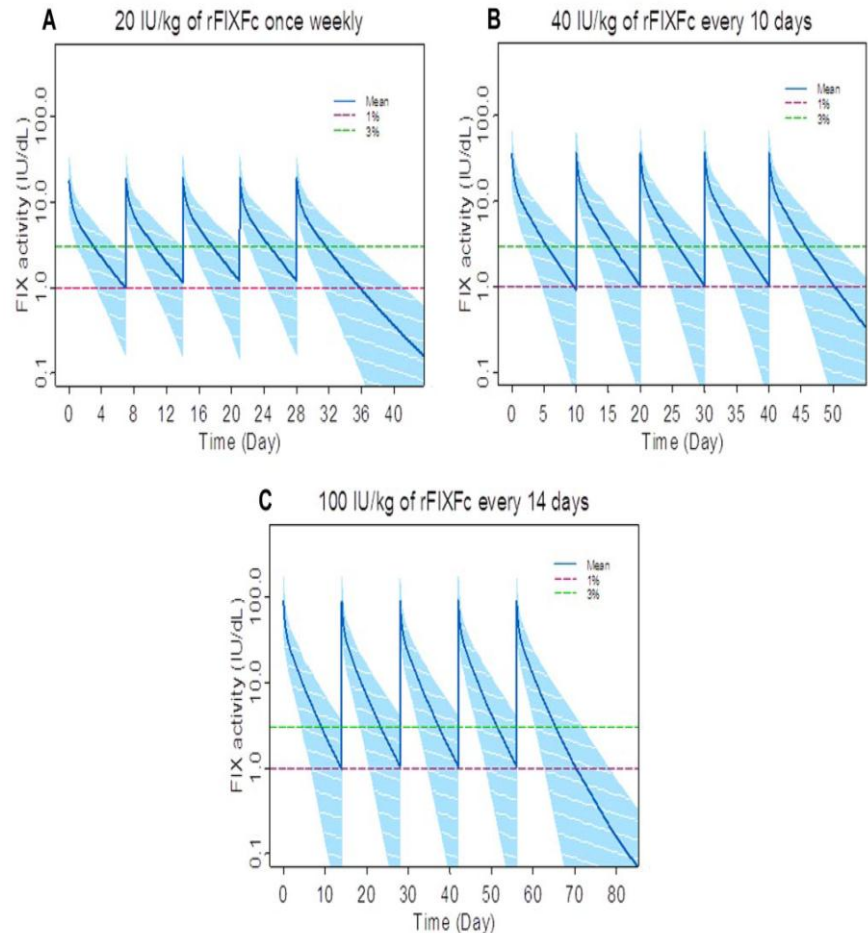 A 20 IU/kg of rFIXFc once weekly
FIX activity (IU/dL)
100.0
10.0
1.0
0.1
Mean
1%
3%
0 4 8 12 16 20 24 28 32 36 40
Time (Day)
B 40 IU/kg of rFIXFc every 10 days
FIX activity (IU/dL)
100.0
10.0
1.0
0.1
Mean
1%
3%
0 5 10 15 20 25 30 35 40 45 50
Time (Day)
C 100 IU/kg of rFIXFc every 14 days
FIX activity (IU/dL)
100.0
10.0
1.0
0.1
Mean
1%
3%
0 10 20 30 40 50 60 70 80
Time (Day)